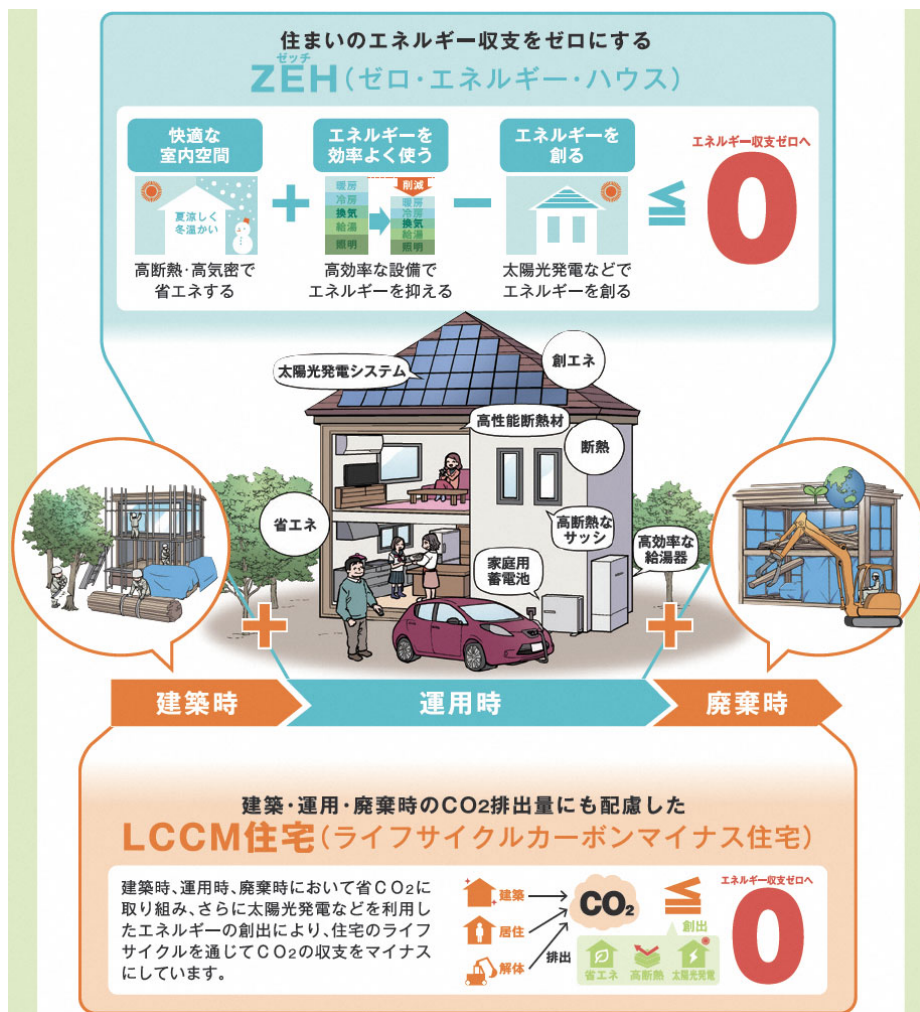 住まいのエネルギー収支をゼロにする
ゼッチ
ZEH(ゼロ・エネルギー・ハウス)
快適な
室内空間
夏涼しく
冬温かい
高断熱・高気密で
省エネする
+
エネルギーを
効率よく使う
暖房
冷房
換気
給湯
照明
削減
暖房
冷房
換気
給湯
照明
高効率な設備で
エネルギーを抑える
−
エネルギーを
創る
太陽光発電などで
エネルギーを創る
≦
エネルギー収支ゼロへ
0
太陽光発電システム
創エネ
高性能断熱材
断熱
省エネ
高断熱な
サッシ
高効率な
給湯器
家庭用
蓄電池
+
+
建築時
運用時
廃棄時
建築・運用・廃棄時のCO2排出量にも配慮した
LCCM住宅(ライフサイクルカーボンマイナス住宅)
建築時、運用時、廃棄時において省CO2に
取り組み、さらに太陽光発電などを利用し
たエネルギーの創出により、住宅のライフ
サイクルを通じてCO2の収支をマイナス
にしています。
建築
居住
解体
排出
CO2
≦
創出
省エネ
高断熱
太陽光発電
エネルギー収支ゼロへ
0